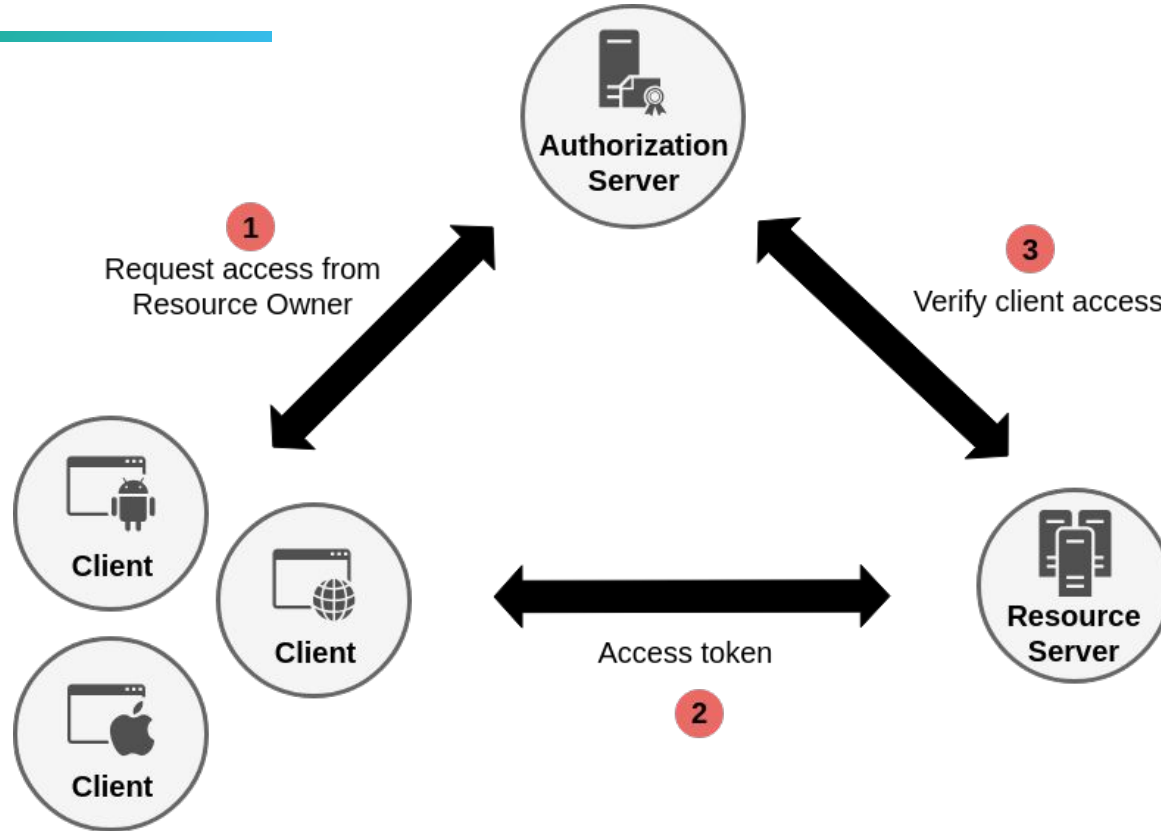 Authorization
Server
1
Request access from
Resource Owner
3
Verify client access
Client
Client
Client
Access token
2
Resource
Server